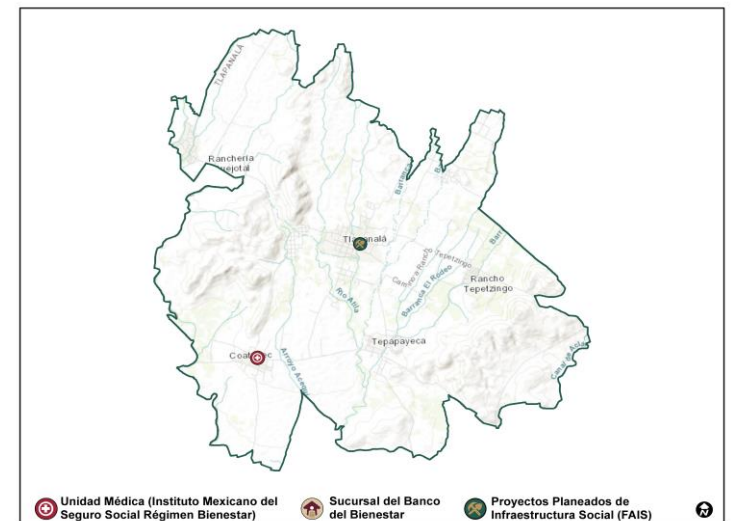 TLAPANALÁ
Ranchería
Tlapanalá
Barranca
Camino a Rancho Tepetzingo
Rancho
Tepetzingo
Barranca El Rodeo
Río Atila
Tepapayeca
Arroyo
Unidad Médica (Instituto Mexicano del
Seguro Social Régimen Bienestar)
Sucursal del Banco
del Bienestar
Proyectos Planeados de
Infraestructura Social (FAIS)